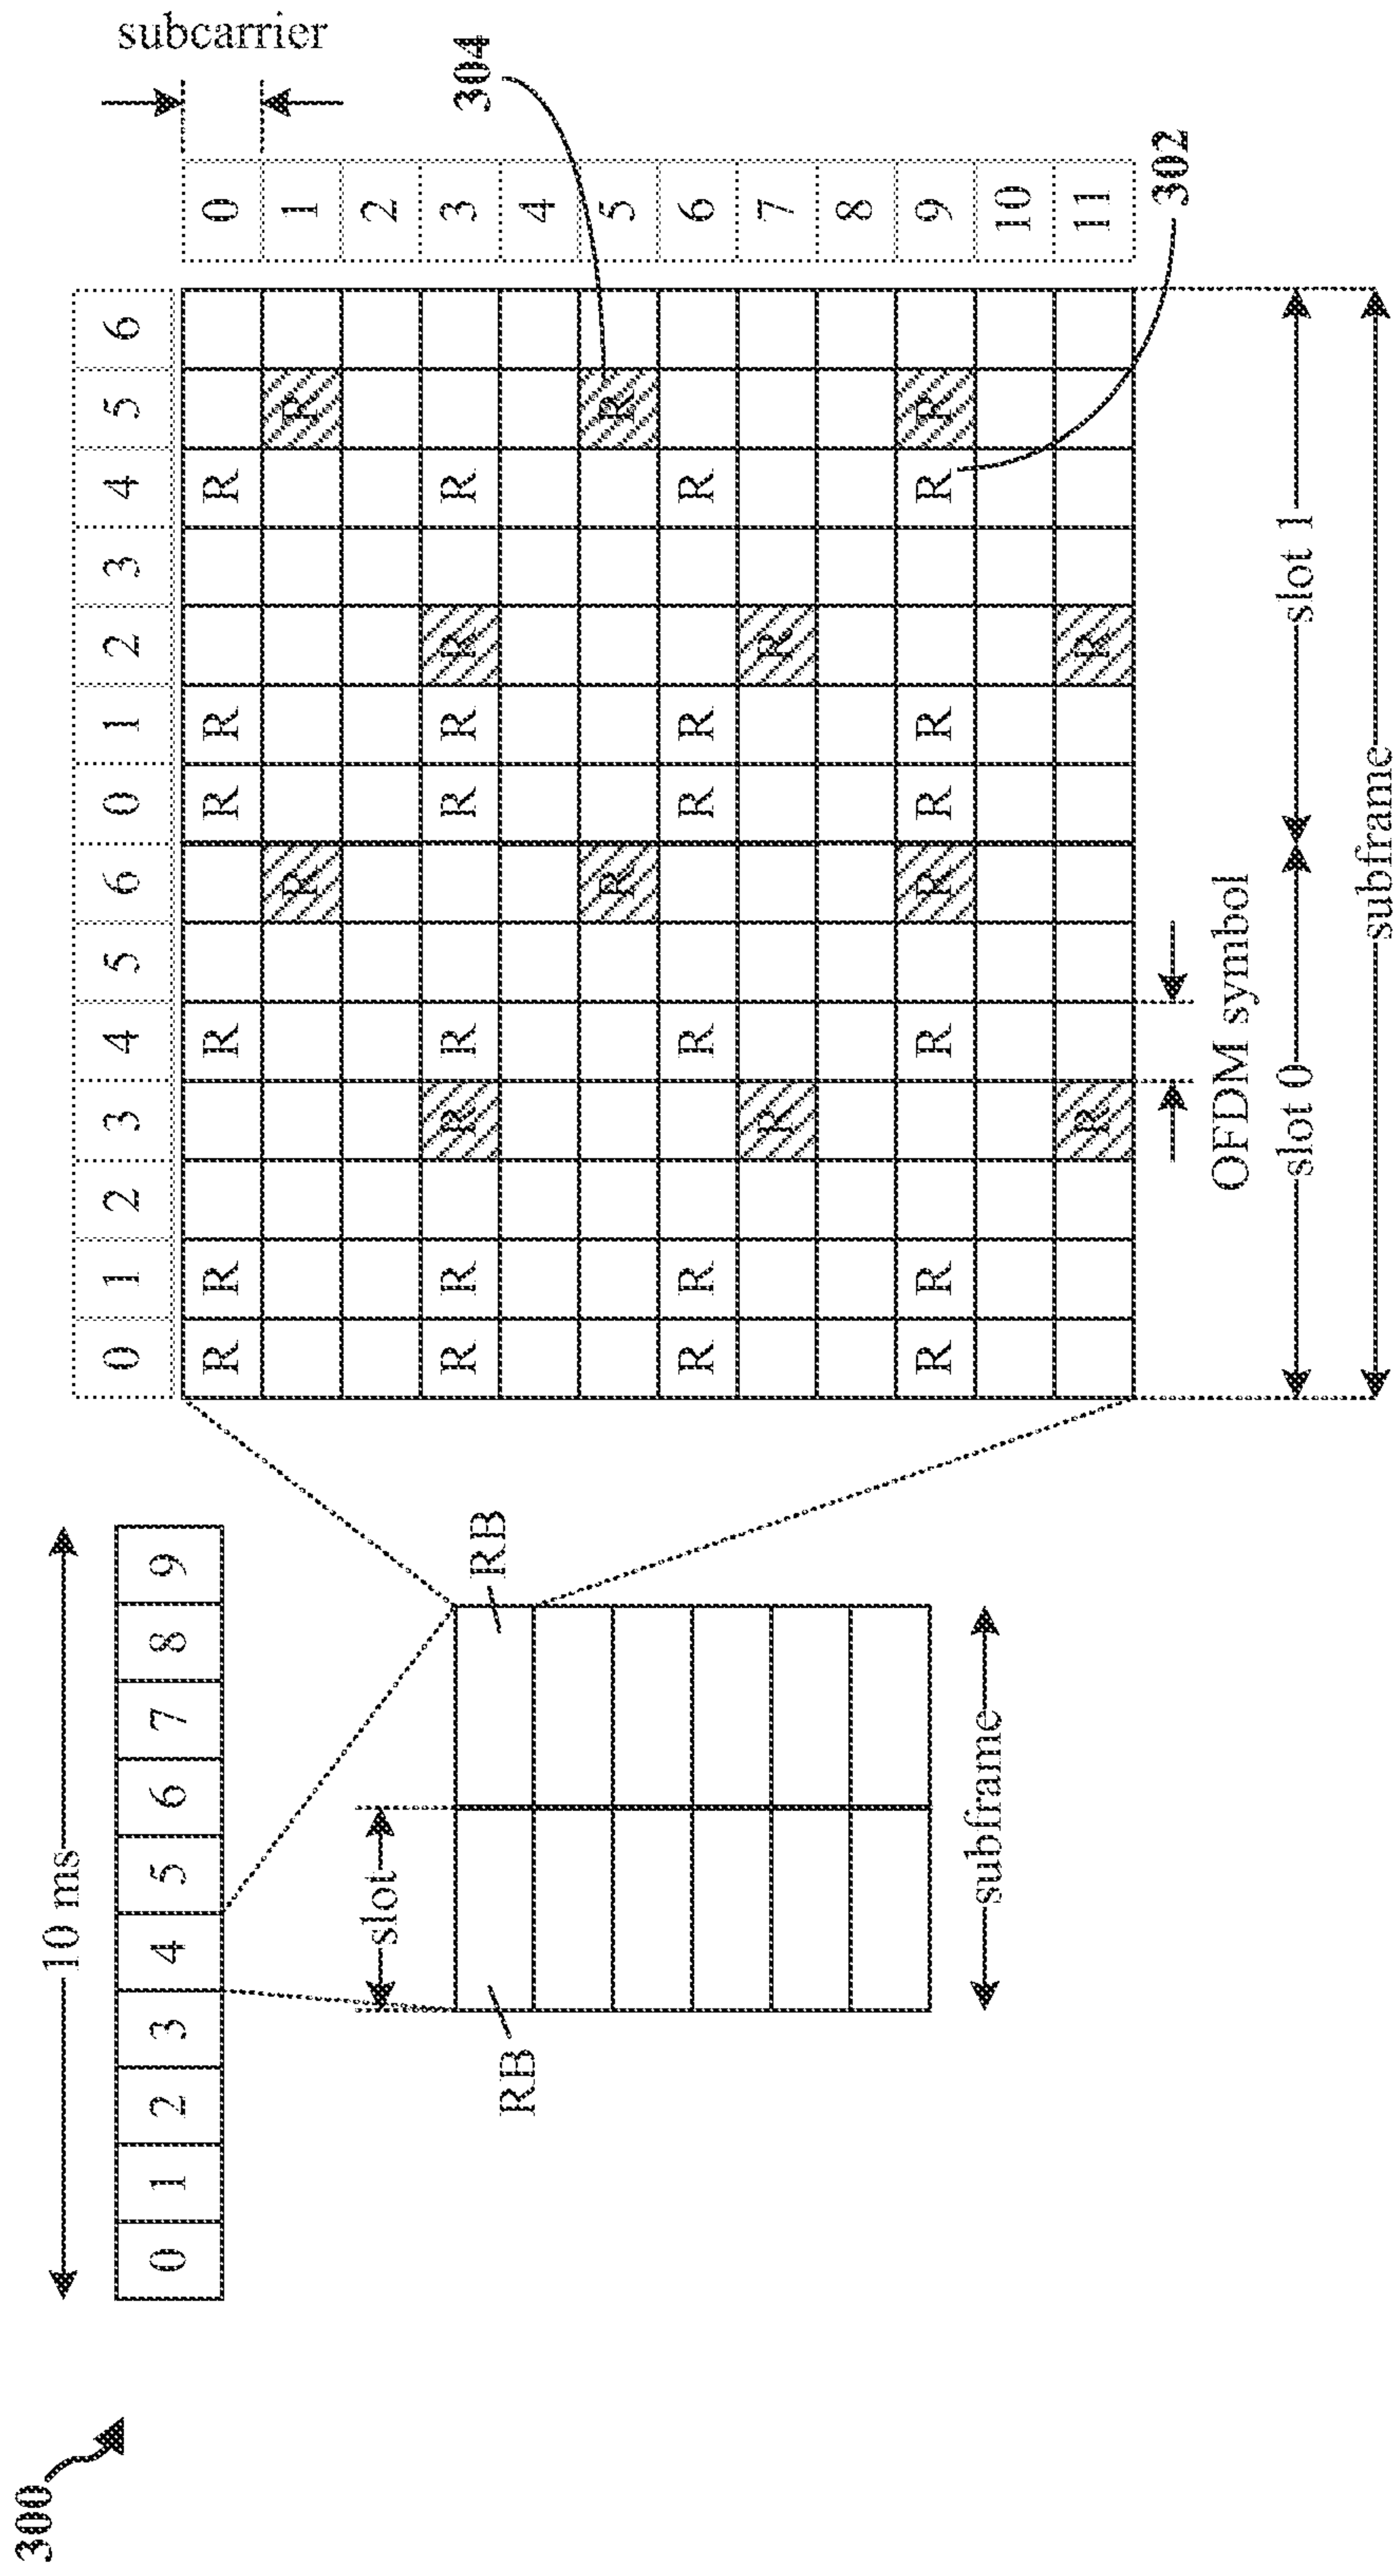 300
10 ms
0 1 2 3 4 5 6 7 8 9
slot
RB RB
subframe
0 1 2 3 4 5 6 0 1 2 3 4 5 6
subcarrier
R R R R R R 0
R R 1
2
R R R R R R R R 3
304
4
R R 5
R R R R R R 6
R R 7
8
R R R R R R R R 9
10
R R 11
302
OFDM symbol
slot 0 slot 1
subframe